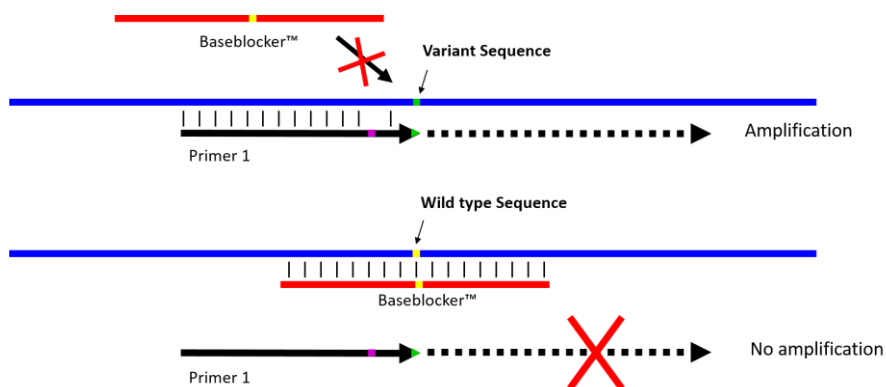 Baseblocker™
Variant Sequence
Amplification
Primer 1
Wild type Sequence
Baseblocker™
No amplification
Primer 1